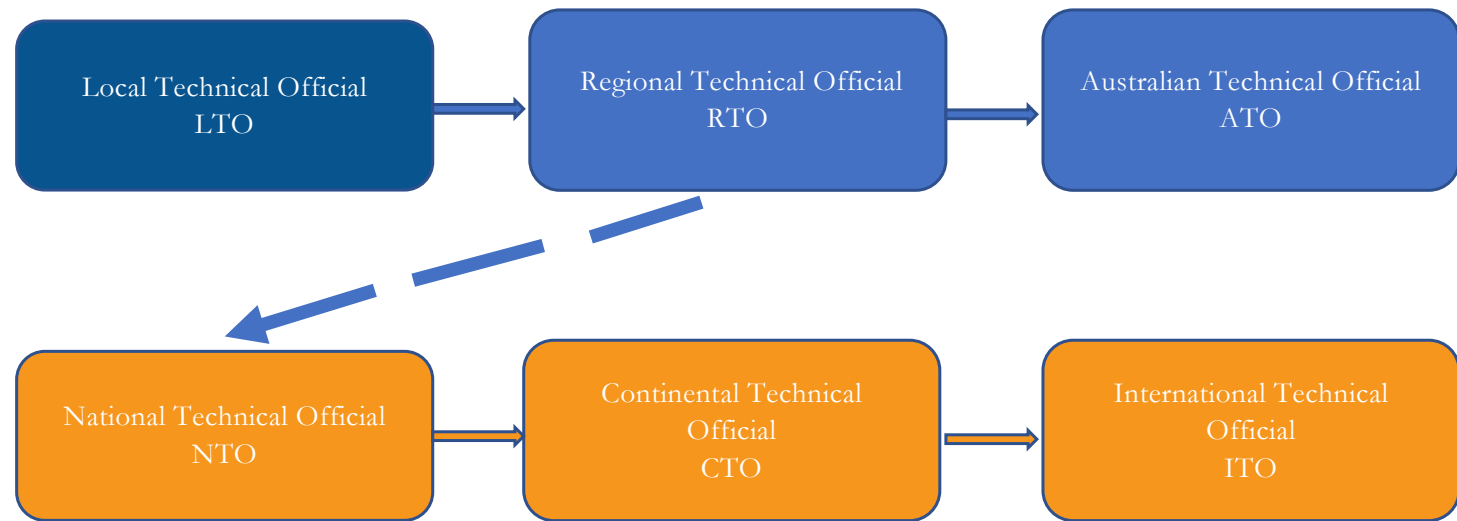 Local Technical Official
LTO
Regional Technical Official
RTO
Australian Technical Official
ATO
National Technical Official
NTO
Continental Technical
Official
CTO
International Technical
Official
ITO